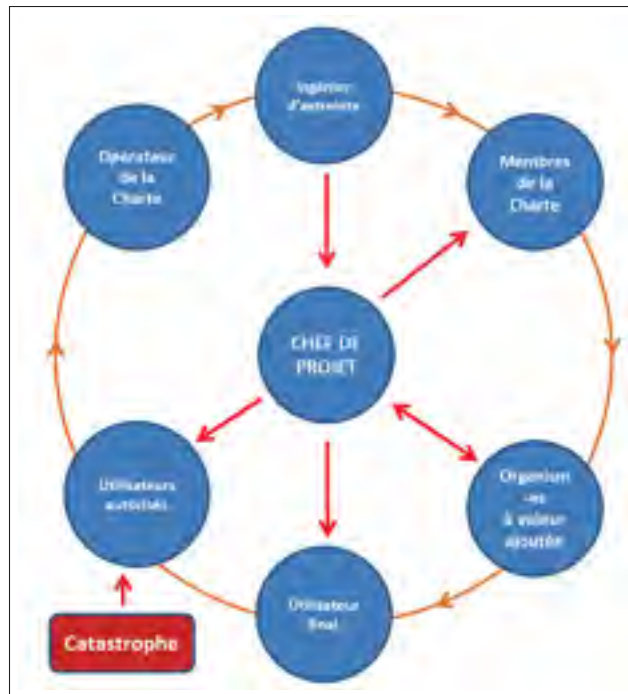 Ingénieur
d'astreinte
Opérateur
de la
Charte
Membres
de la
Charte
CHEF DE
PROJET
Utilisateurs
autorisés
Organism
-es
à valeur
ajoutée
Utilisateur
final
Catastrophe